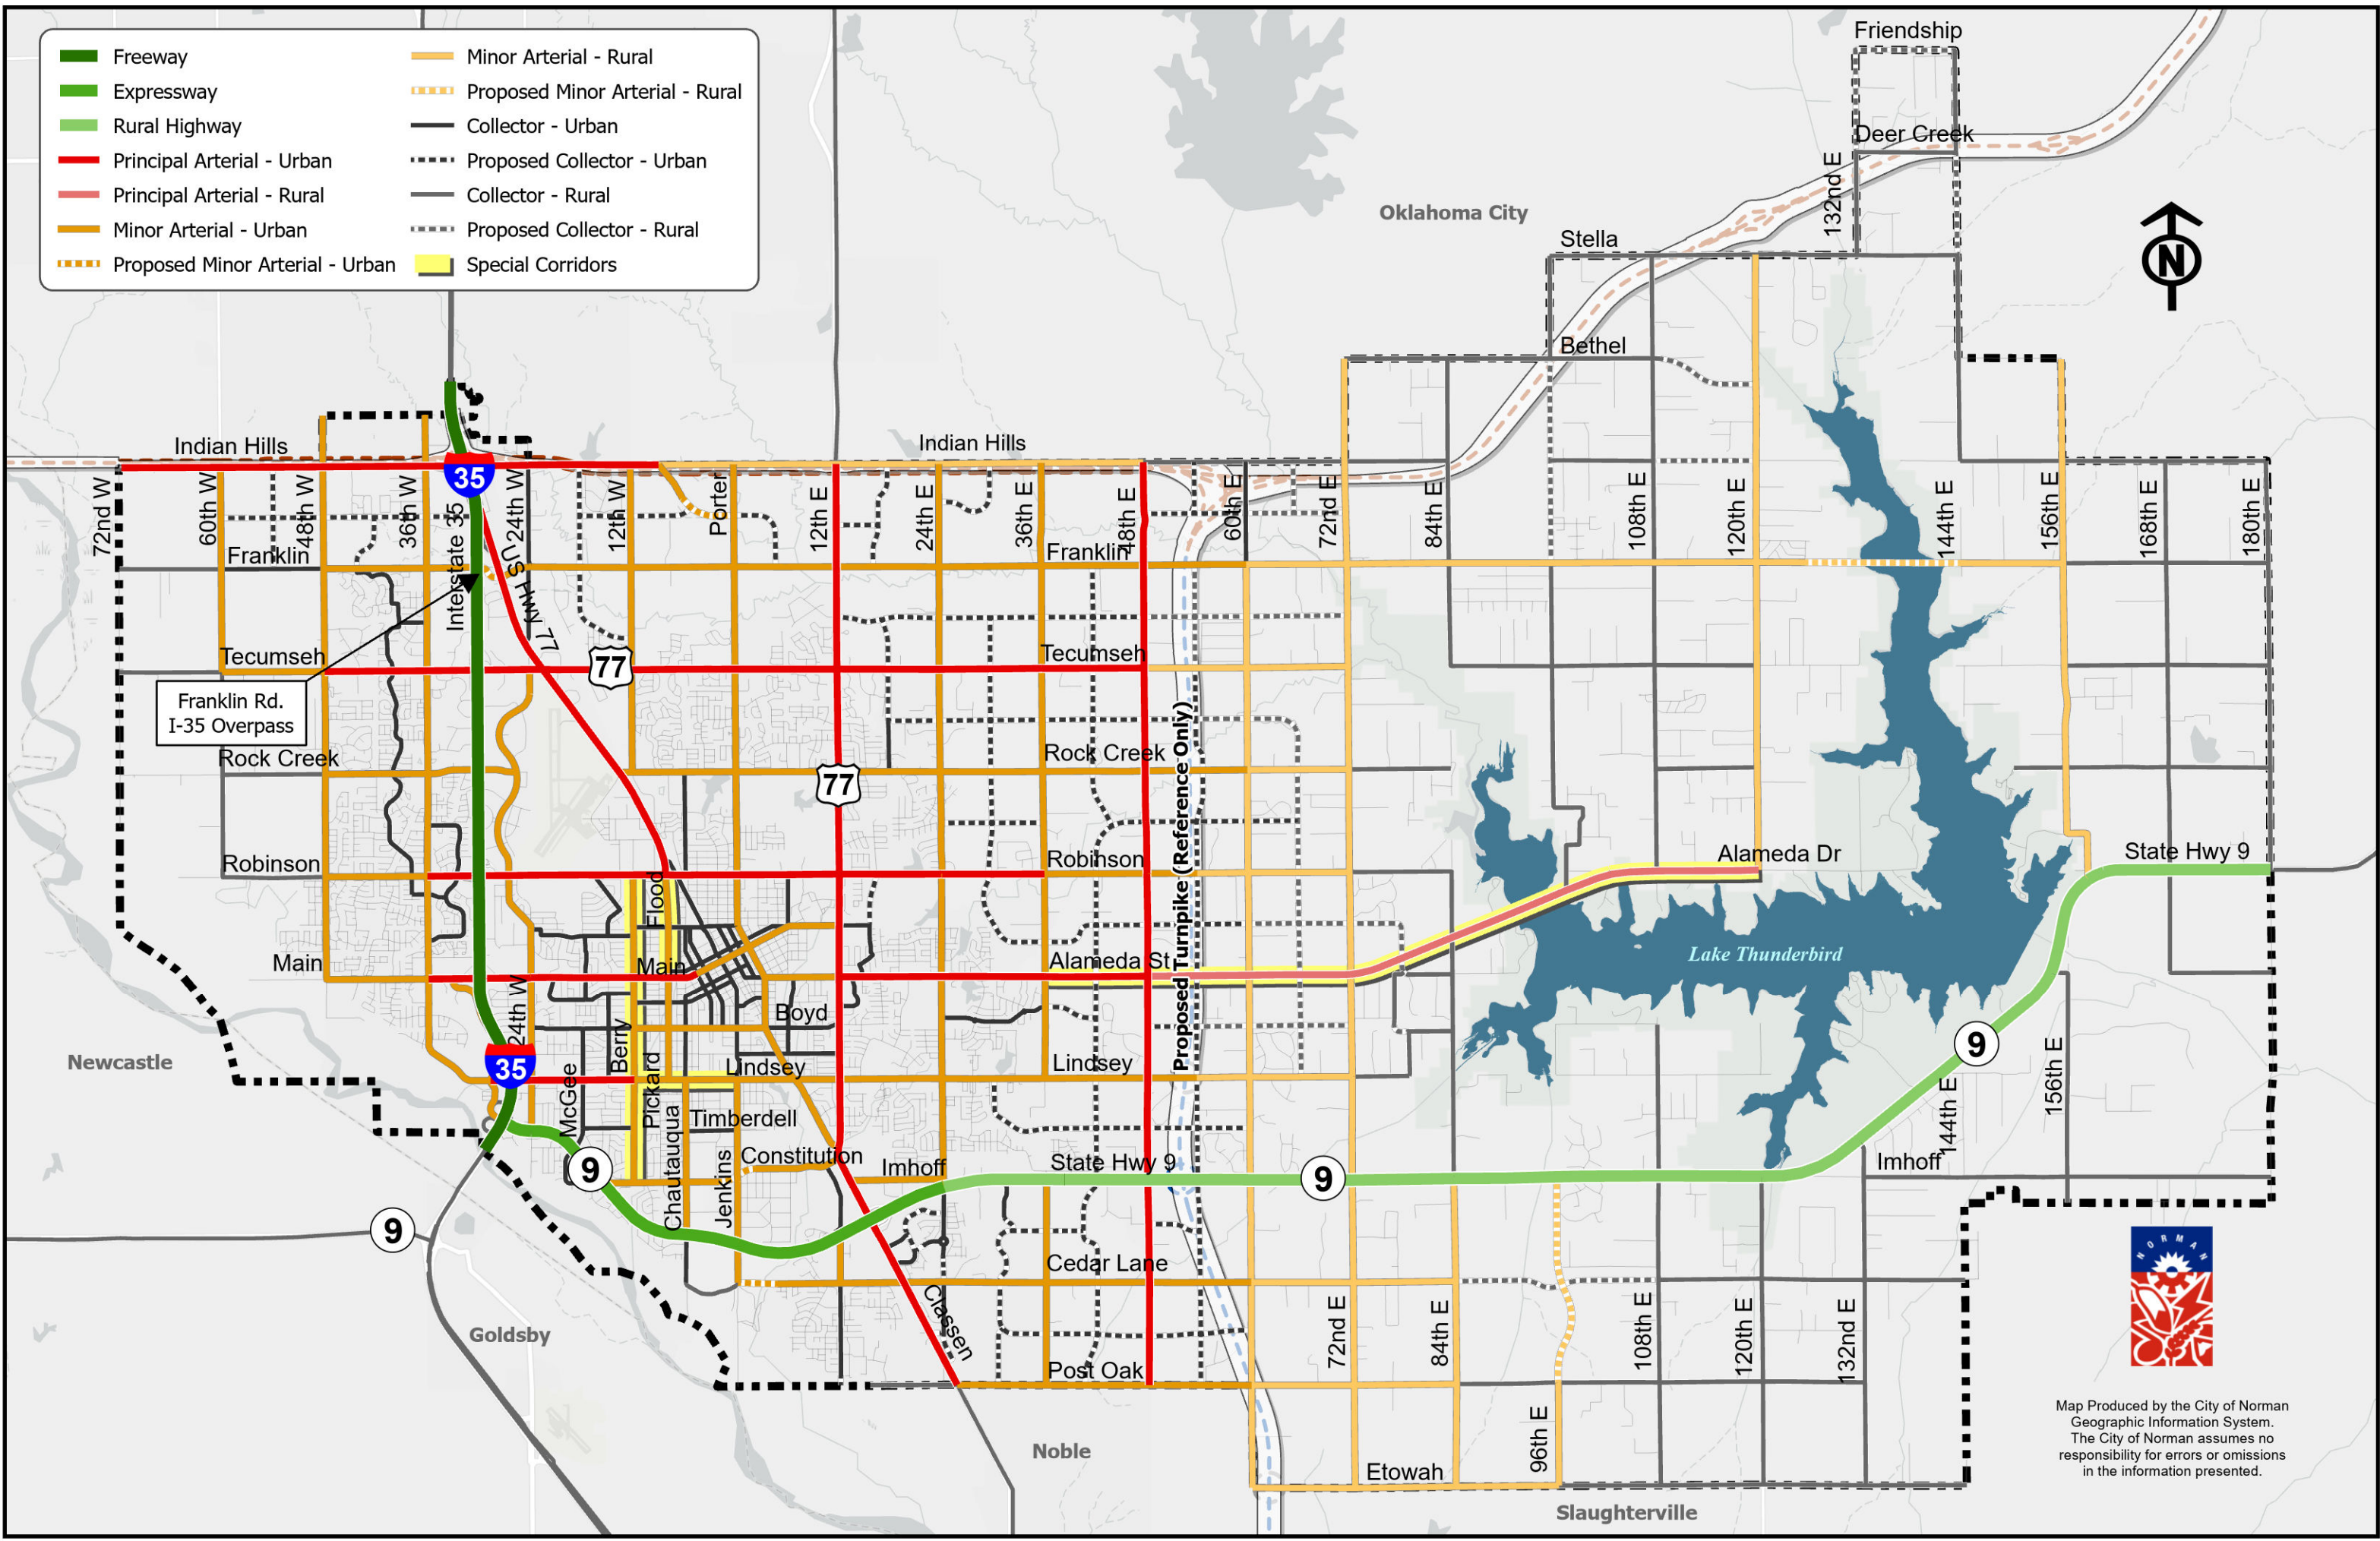 Freeway
Expressway
Rural Highway
Principal Arterial - Urban
Principal Arterial - Rural
Minor Arterial - Urban
Proposed Minor Arterial - Urban
Minor Arterial - Rural
Proposed Minor Arterial - Rural
Collector - Urban
Proposed Collector - Urban
Collector - Rural
Proposed Collector - Rural
Special Corridors
Friendship
Deer Creek
132nd E
Oklahoma City
Stella
N
Bethel
Indian Hills
Indian Hills
35
72nd W
60th W
48th W
36th W
Interstate 35
24th W
US Hwy 77
12th W
Porter
12th E
24th E
36th E
48th E
60th E
72nd E
84th E
108th E
120th E
144th E
156th E
168th E
180th E
Franklin
Franklin
Tecumseh
77
Tecumseh
Franklin Rd.
I-35 Overpass
Rock Creek
77
Rock Creek
Proposed Turnpike (Reference Only)
Robinson
Flood
Robinson
Alameda Dr
State Hwy 9
Main
Main
Alameda St
Lake Thunderbird
24th W
Boyd
Newcastle
35
McGee
Berry
Pickard
Lindsey
Lindsey
9
144th E
156th E
Chautauqua
Timberdell
Jenkins
Constitution
Imhoff
State Hwy 9
Imhoff
9
9
9
Cedar Lane
Classen
72nd E
84th E
108th E
120th E
132nd E
NORMAN
Goldsby
Post Oak
96th E
Noble
Etowah
Slaughterville
Map Produced by the City of Norman
Geographic Information System.
The City of Norman assumes no
responsibility for errors or omissions
in the information presented.